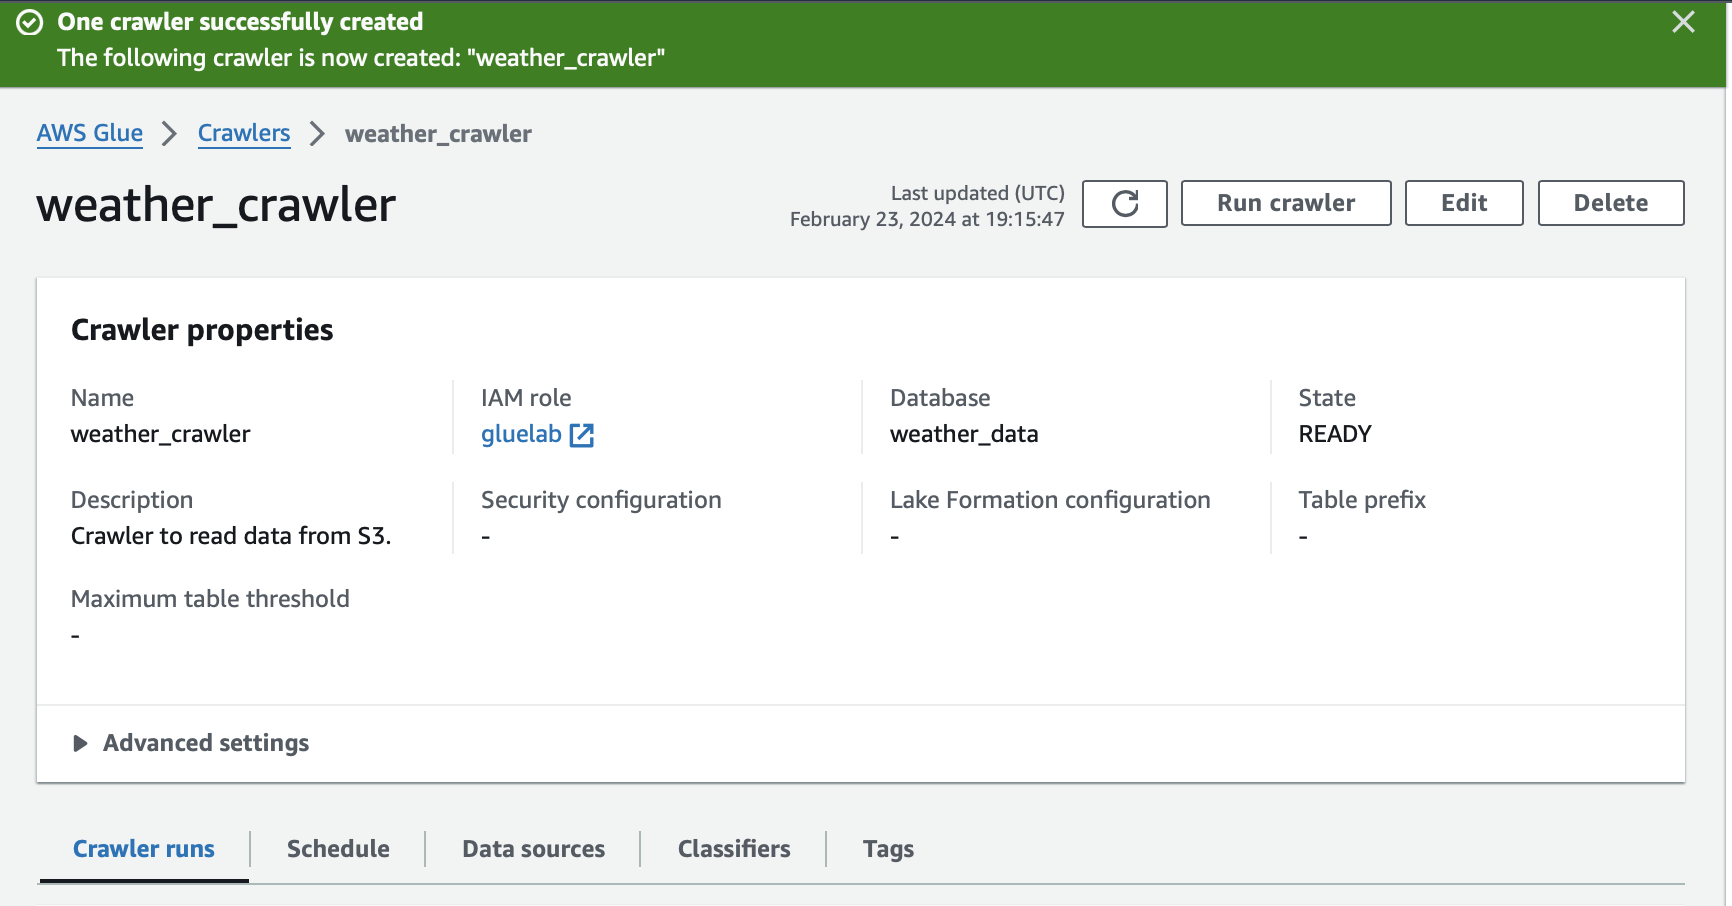 One crawler successfully created
The following crawler is now created: "weather_crawler"
AWS Glue
Crawlers
weather_crawler
weather_crawler
Last updated (UTC)
February 23, 2024 at 19:15:47
Run crawler
Edit
Delete
Crawler properties
Name
weather_crawler
IAM role
gluelab
Database
weather_data
State
READY
Description
Crawler to read data from S3.
Security configuration
-
Lake Formation configuration
-
Table prefix
-
Maximum table threshold
-
Advanced settings
Crawler runs
Schedule
Data sources
Classifiers
Tags